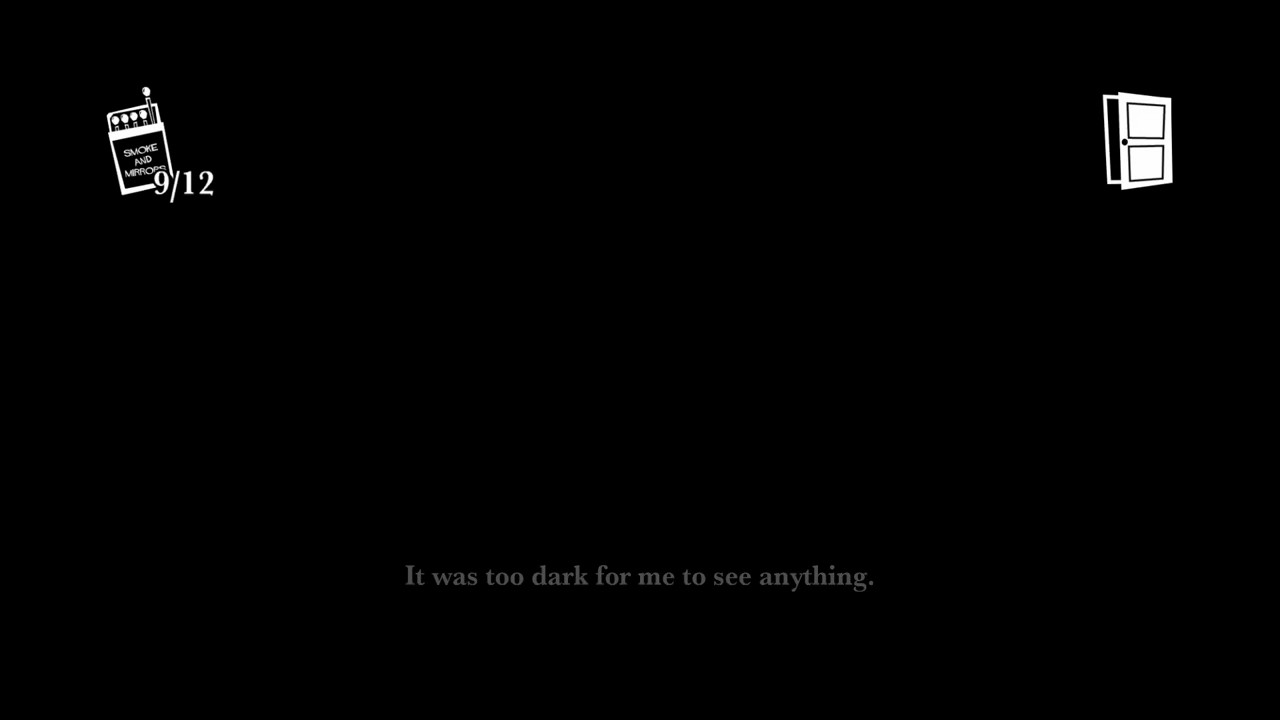 SMOKE
AND
MIRRORS
9/12
It was too dark for me to see anything.